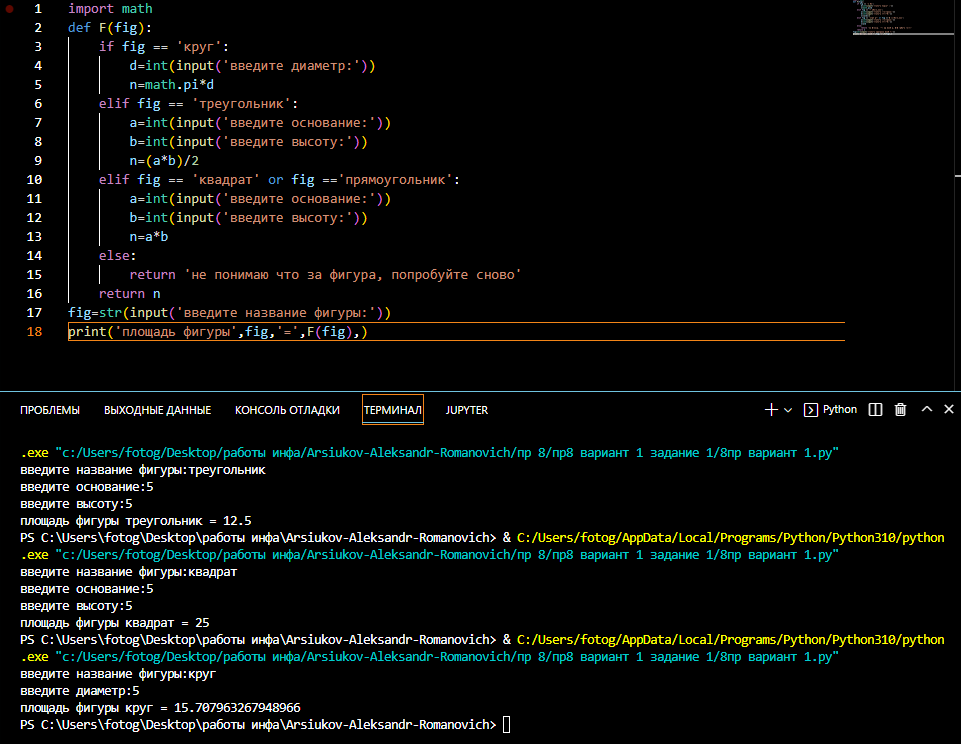 1 import math
2 def F(fig):
3 if fig == 'круг':
4 d=int(input('введите диаметр:'))
5 n=math.pi*d
6 elif fig == 'треугольник':
7 a=int(input('введите основание:'))
8 b=int(input('введите высоту:'))
9 n=(a*b)/2
10 elif fig == 'квадрат' or fig =='прямоугольник':
11 a=int(input('введите основание:'))
12 b=int(input('введите высоту:'))
13 n=a*b
14 else:
15 return 'не понимаю что за фигура, попробуйте сново'
16 return n
17 fig=str(input('введите название фигуры:'))
18 print('площадь фигуры',fig,'=',F(fig),)
ПРОБЛЕМЫ ВЫХОДНЫЕ ДАННЫЕ КОНСОЛЬ ОТЛАДКИ ТЕРМИНАЛ JUPYTER Python
.exe "c:/Users/fotog/Desktop/работы инфа/Arsiukov-Aleksandr-Romanovich/пр 8/пр8 вариант 1 задание 1/8пр вариант 1.py"
введите название фигуры:треугольник
введите основание:5
введите высоту:5
площадь фигуры треугольник = 12.5
PS C:\Users\fotog\Desktop\работы инфа\Arsiukov-Aleksandr-Romanovich> & C:/Users/fotog/AppData/Local/Programs/Python/Python310/python
.exe "c:/Users/fotog/Desktop/работы инфа/Arsiukov-Aleksandr-Romanovich/пр 8/пр8 вариант 1 задание 1/8пр вариант 1.py"
введите название фигуры:квадрат
введите основание:5
введите высоту:5
площадь фигуры квадрат = 25
PS C:\Users\fotog\Desktop\работы инфа\Arsiukov-Aleksandr-Romanovich> & C:/Users/fotog/AppData/Local/Programs/Python/Python310/python
.exe "c:/Users/fotog/Desktop/работы инфа/Arsiukov-Aleksandr-Romanovich/пр 8/пр8 вариант 1 задание 1/8пр вариант 1.py"
введите название фигуры:круг
введите диаметр:5
площадь фигуры круг = 15.707963267948966
PS C:\Users\fotog\Desktop\работы инфа\Arsiukov-Aleksandr-Romanovich>